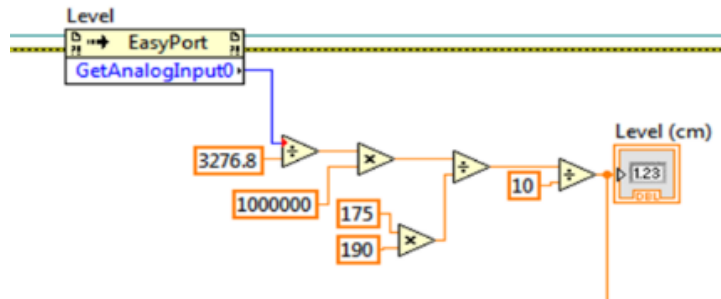 Level
EasyPort
GetAnalogInput0
Level (cm)
3276.8
÷
×
÷
10
÷
1.23
DBL
1000000
175
×
190